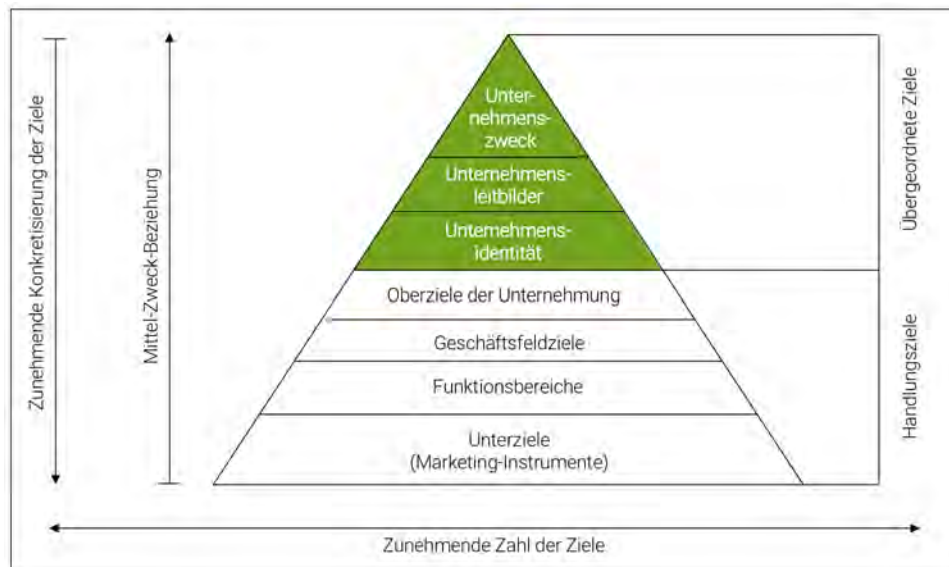 Zunehmende Konkretisierung der Ziele
Mittel-Zweck-Beziehung
Unter-
nehmens-
zweck
Unternehmens-
leitbilder
Unternehmens-
identität
Oberziele der Unternehmung
Geschäftsfeldziele
Funktionsbereiche
Unterziele
(Marketing-Instrumente)
Übergeordnete Ziele
Handlungsziele
Zunehmende Zahl der Ziele